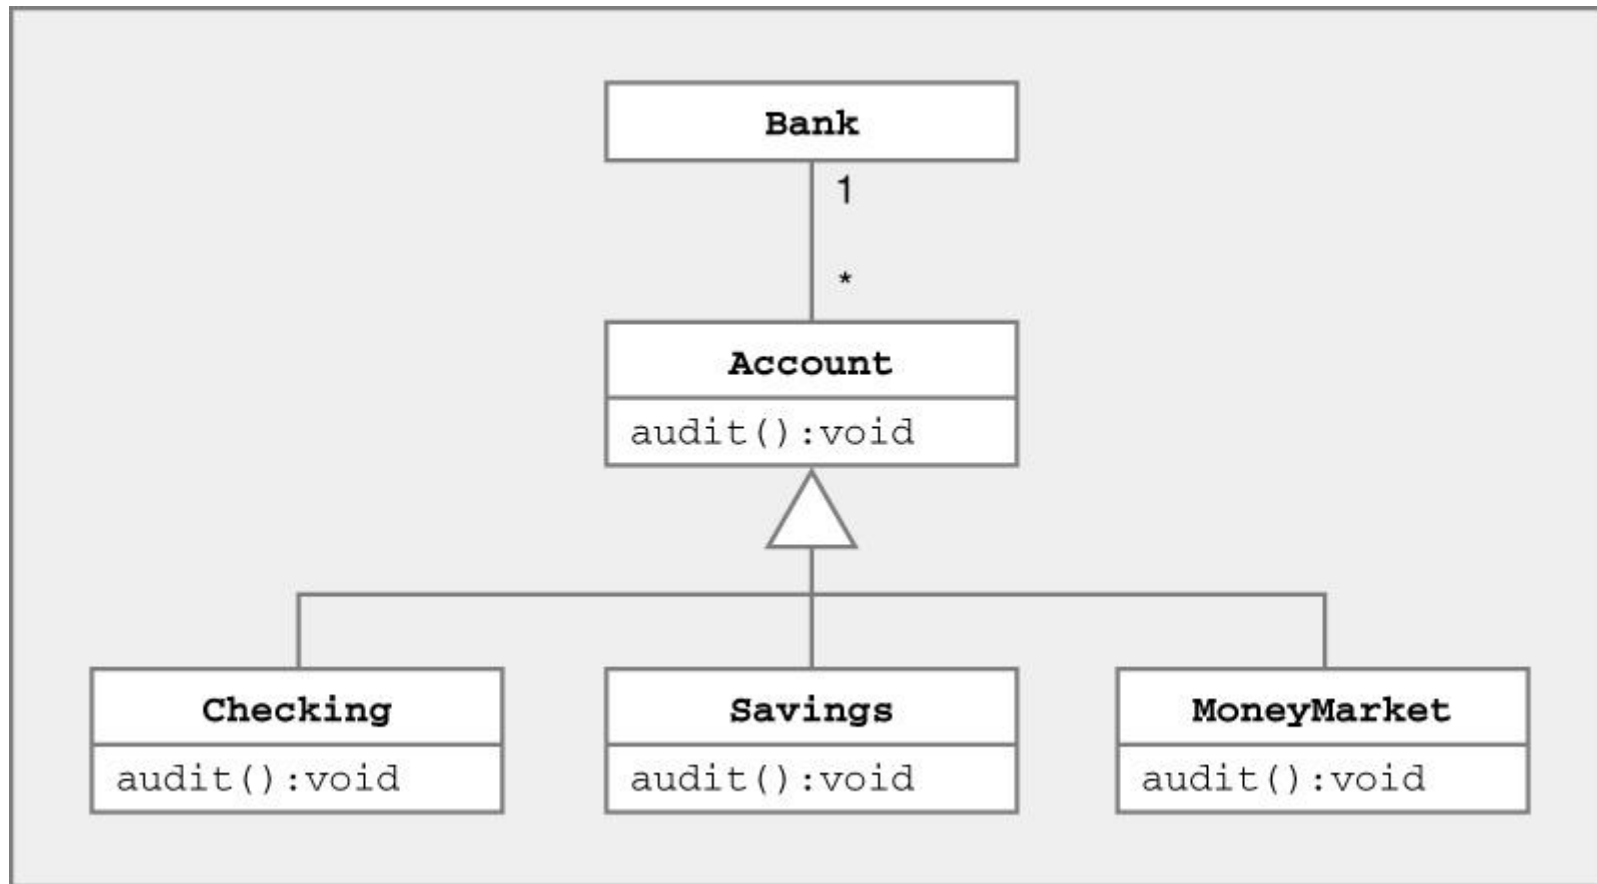 Bank
1
*
Account
audit():void
Checking
Savings
MoneyMarket
audit():void
audit():void
audit():void